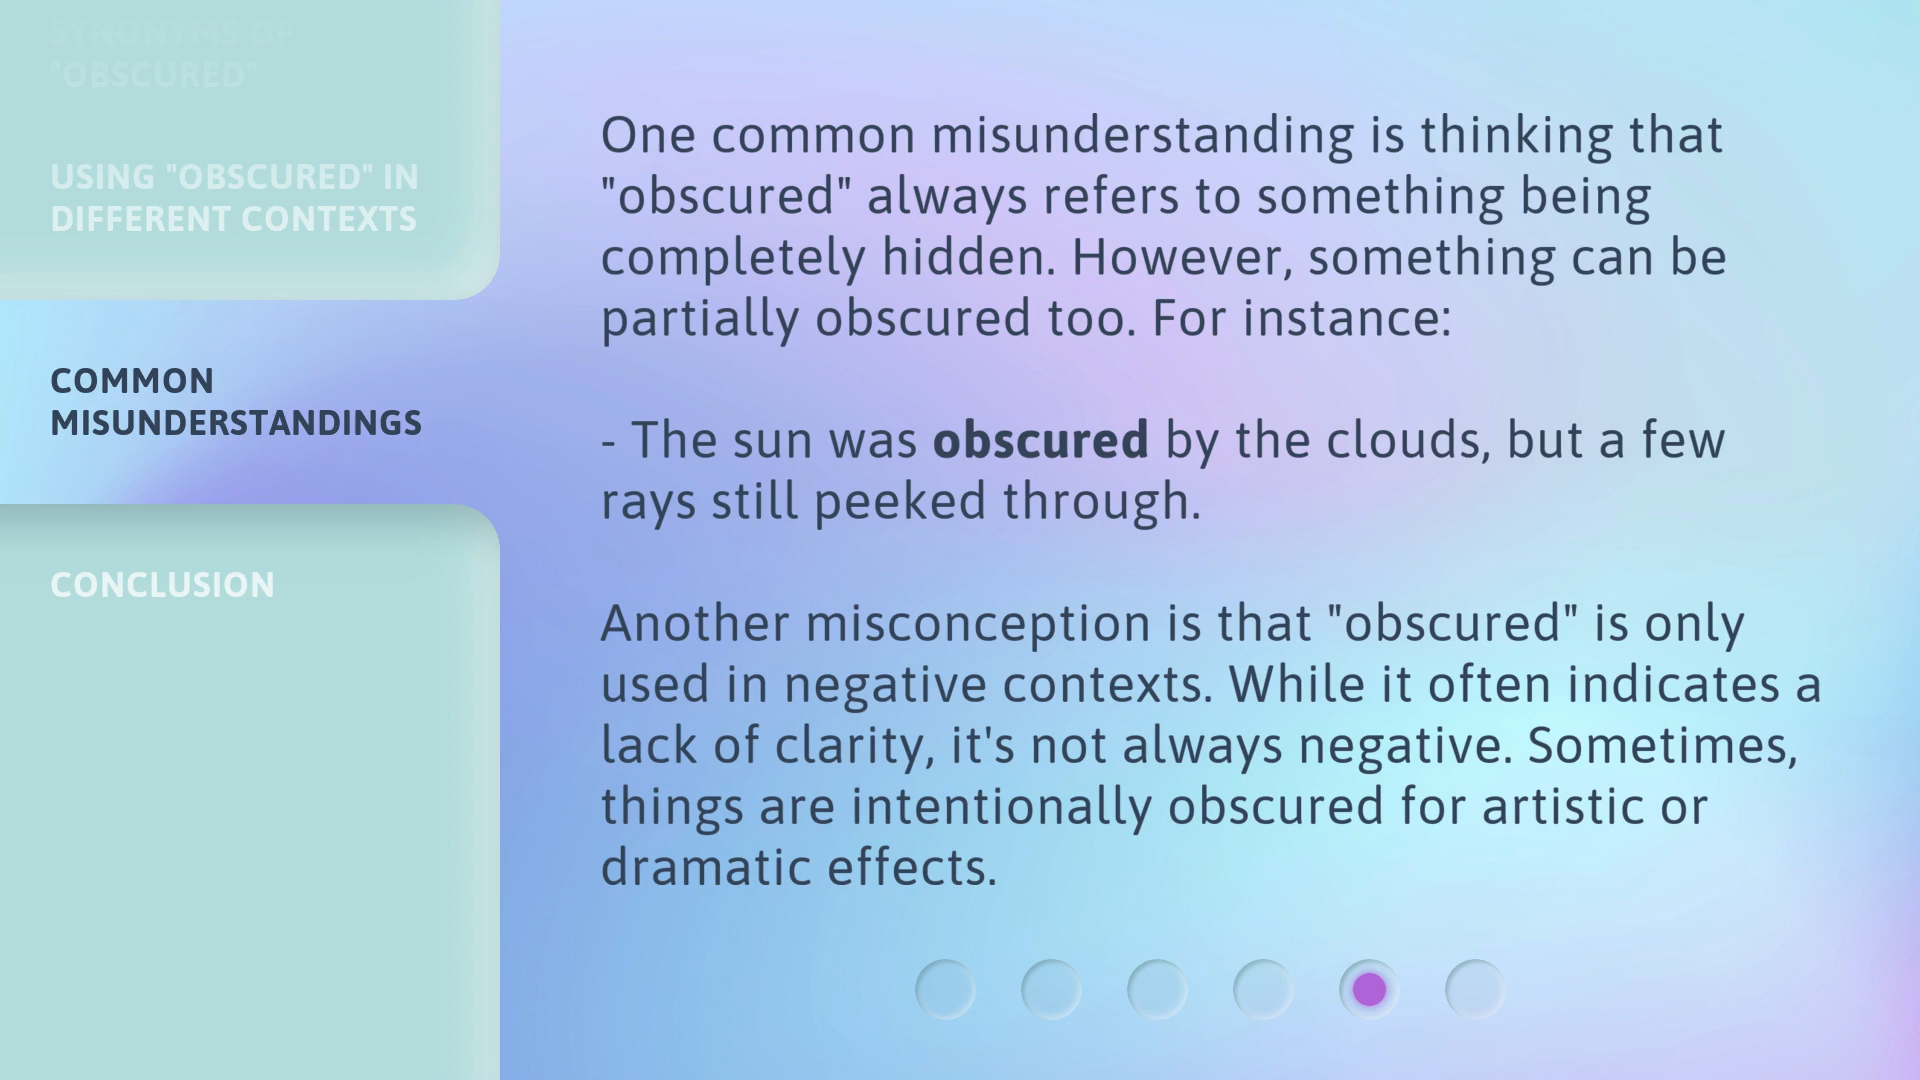 SYNONYMS OF
"OBSCURED"
USING "OBSCURED" IN
DIFFERENT CONTEXTS
COMMON
MISUNDERSTANDINGS
CONCLUSION
One common misunderstanding is thinking that
"obscured" always refers to something being
completely hidden. However, something can be
partially obscured too. For instance:
- The sun was obscured by the clouds, but a few
rays still peeked through.
Another misconception is that "obscured" is only
used in negative contexts. While it often indicates a
lack of clarity, it's not always negative. Sometimes,
things are intentionally obscured for artistic or
dramatic effects.